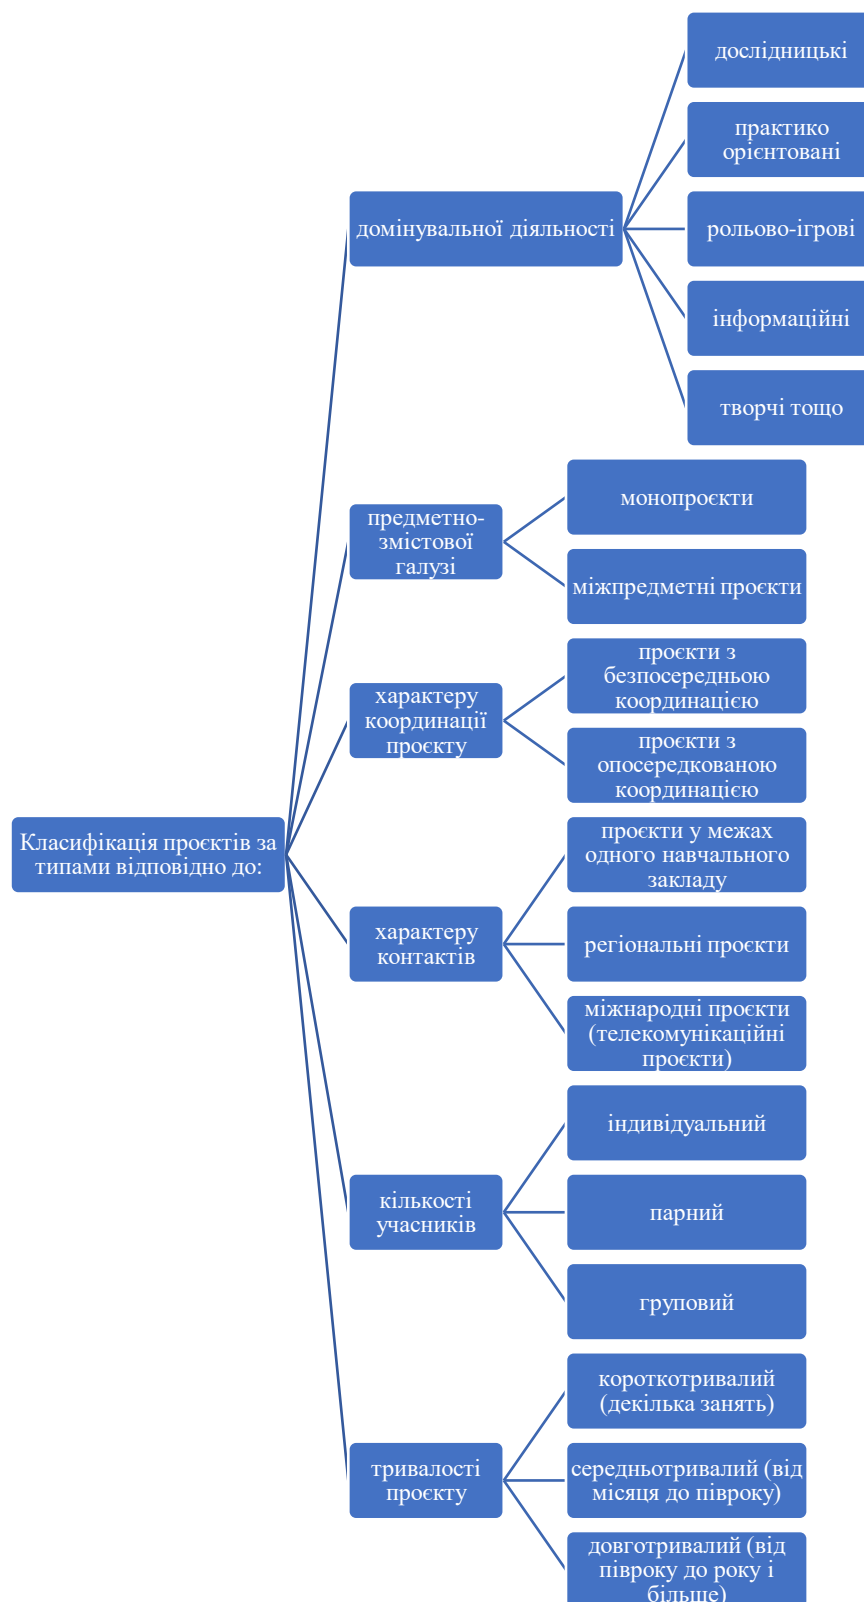 Класифікація проєктів за
типами відповідно до:
домінувальної діяльності
дослідницькі
практико
орієнтовані
рольово-ігрові
інформаційні
творчі тощо
предметно-
змістової
галузі
монопроєкти
міжпредметні проєкти
характеру
координації
проєкту
проєкти з
безпосередньою
координацією
проєкти з
опосередкованою
координацією
характеру
контактів
проєкти у межах
одного навчального
закладу
регіональні проєкти
міжнародні проєкти
(телекомунікаційні
проєкти)
кількості
учасників
індивідуальний
парний
груповий
тривалості
проєкту
короткотривалий
(декілька занять)
середньотривалий (від
місяця до півроку)
довготривалий (від
півроку до року і
більше)